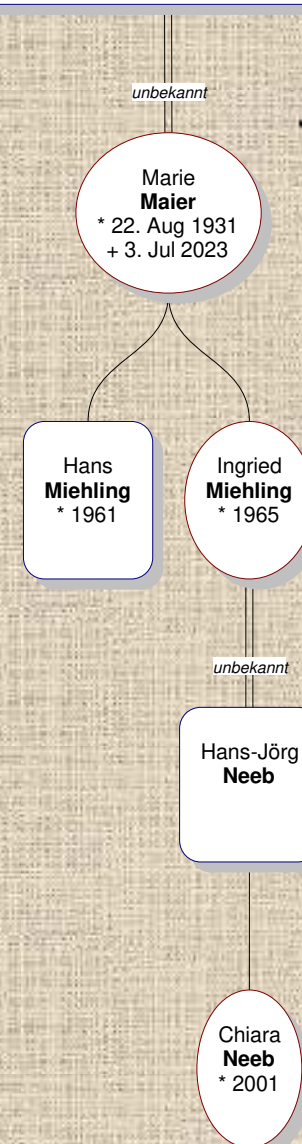 unbekannt
Marie
Maier
* 22. Aug 1931
+ 3. Jul 2023
Hans
Miehling
* 1961
Ingried
Miehling
* 1965
unbekannt
Hans-Jörg
Neeb
Chiara
Neeb
* 2001